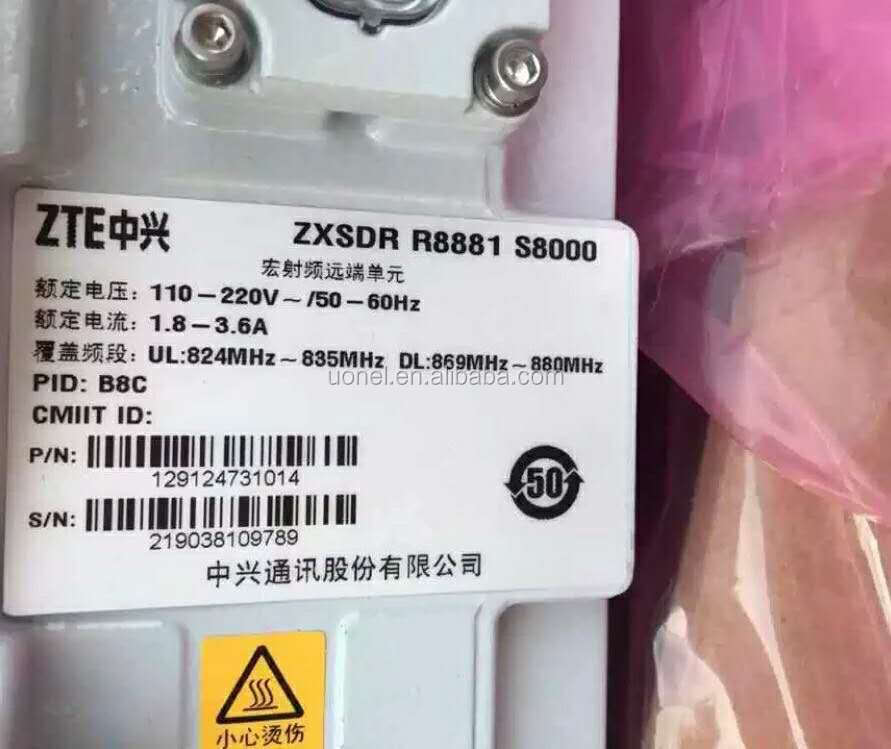 ZTE中兴
ZXSDR R8881 S8000
宏射频远端单元
额定电压：110－220V～/50－60Hz
额定电流：1.8－3.6A
覆盖频段：UL:824MHz～835MHz DL:869MHz～880MHz
uonel.en.alibaba.com
PID: B8C
CMIIT ID:
P/N:
129124731014
50
S/N:
219038109789
中兴通讯股份有限公司
小心烫伤